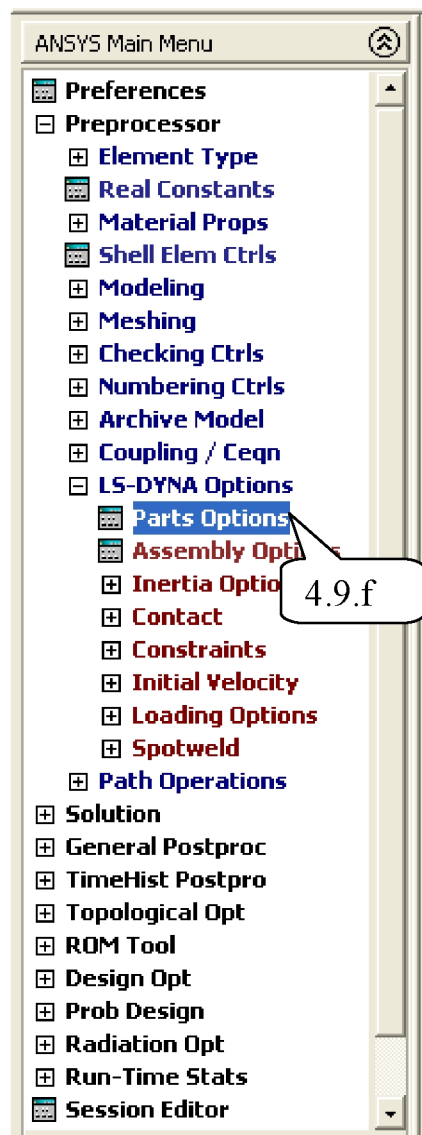 ANSYS Main Menu
Preferences
Preprocessor
Element Type
Real Constants
Material Props
Shell Elem Ctrls
Modeling
Meshing
Checking Ctrls
Numbering Ctrls
Archive Model
Coupling / Ceqn
LS-DYNA Options
Parts Options
Assembly
Inertia
4.9.f
Contact
Constraints
Initial Velocity
Loading Options
Spotweld
Path Operations
Solution
General Postproc
TimeHist Postpro
Topological Opt
ROM Tool
Design Opt
Prob Design
Radiation Opt
Run-Time Stats
Session Editor